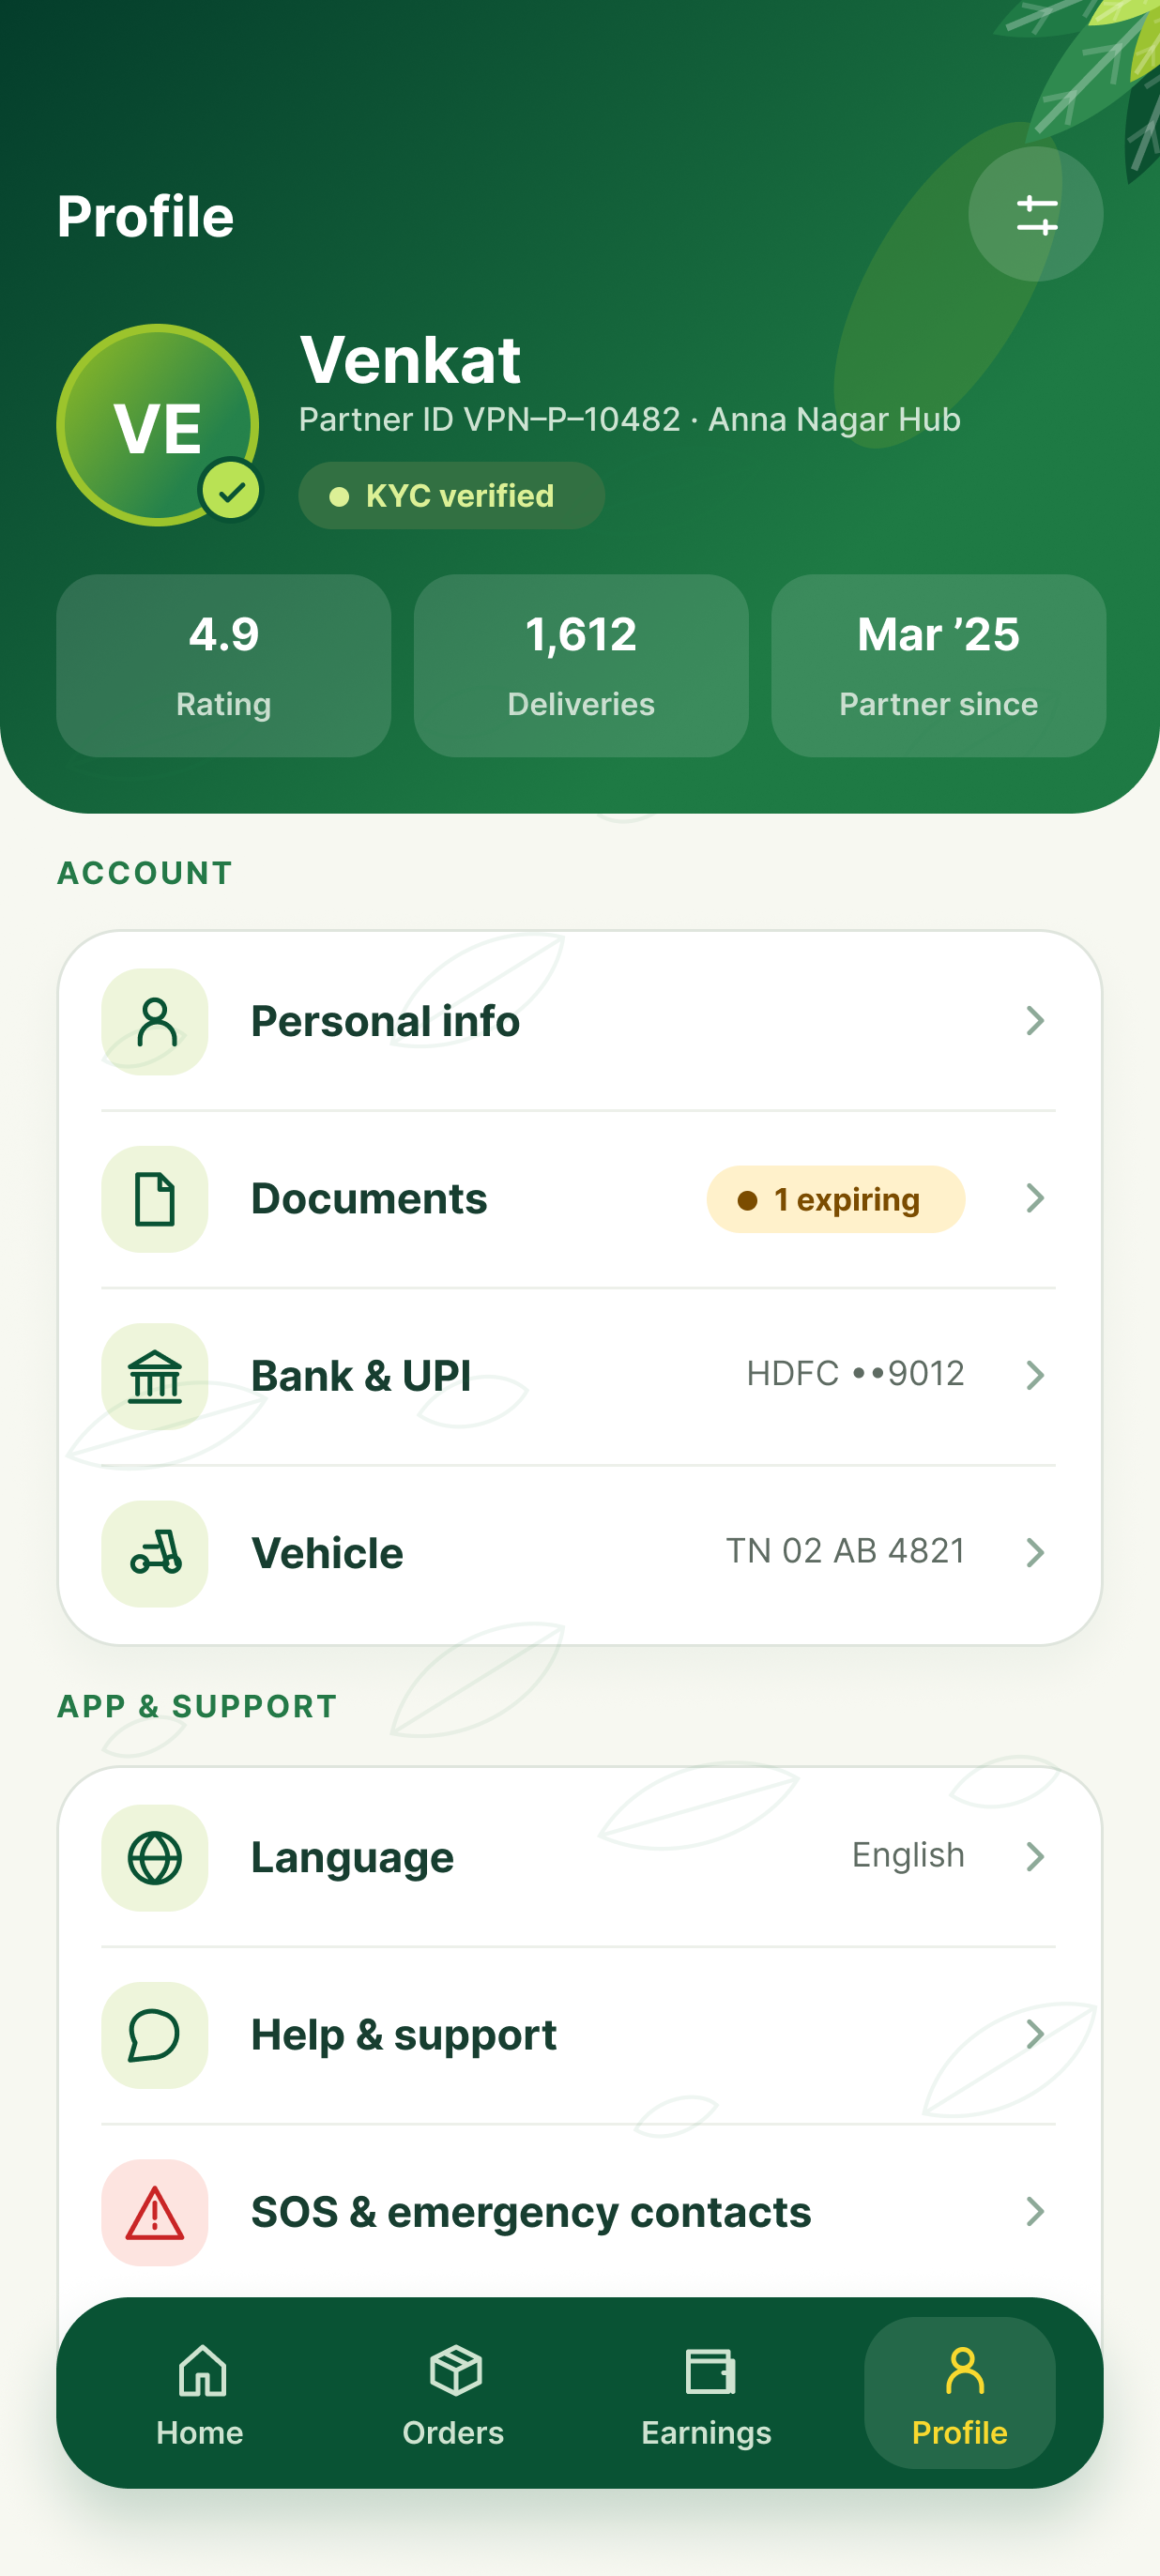 Profile
VE
Venkat
Partner ID VPN–P–10482 · Anna Nagar Hub
KYC verified
4.9
Rating
1,612
Deliveries
Mar ’25
Partner since
ACCOUNT
Personal info
Documents
1 expiring
Bank & UPI
HDFC ••9012
Vehicle
TN 02 AB 4821
APP & SUPPORT
Language
English
Help & support
SOS & emergency contacts
Home
Orders
Earnings
Profile